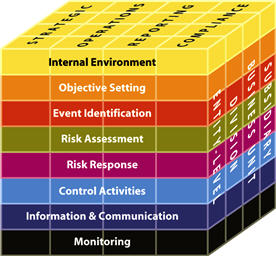 STRATEGIC
OPERATIONS
REPORTING
COMPLIANCE
Internal Environment
Objective Setting
Event Identification
Risk Assessment
Risk Response
Control Activities
Information & Communication
Monitoring
ENTITY-LEVEL
DIVISION
BUSINESS UNIT
SUBSIDIARY